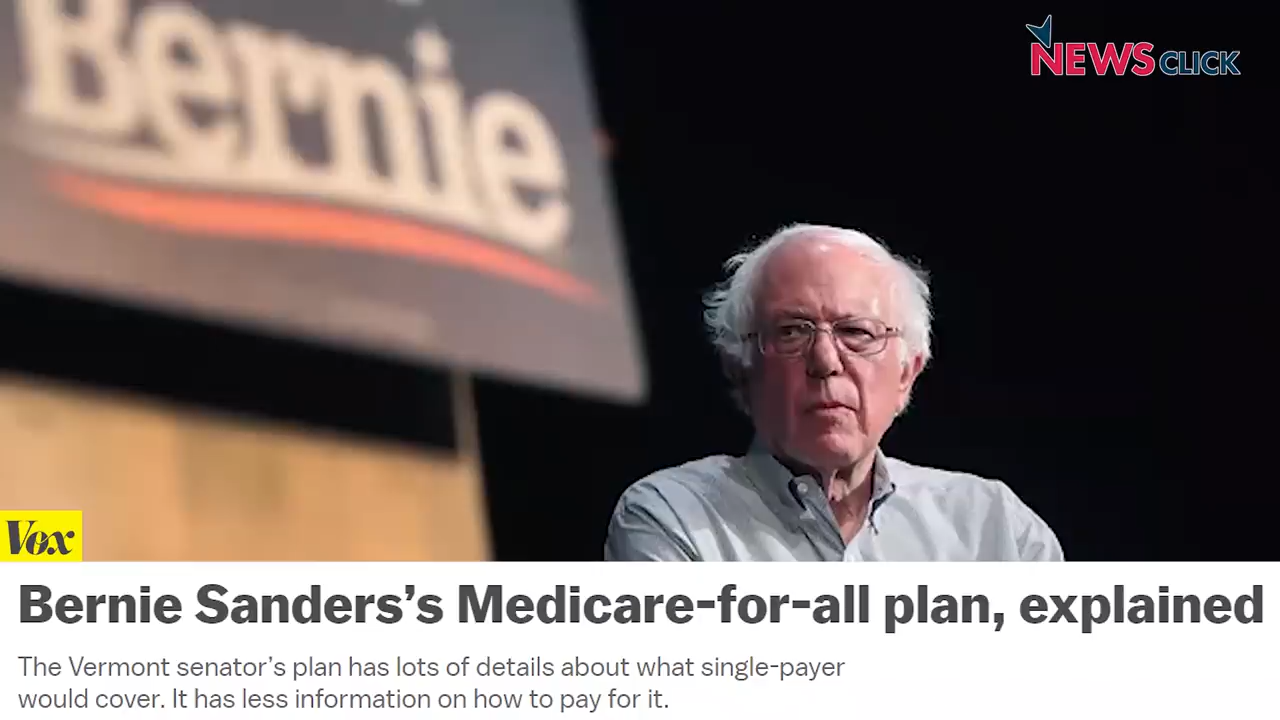 Bernie
NEWSCLICK
Vox
Bernie Sanders’s Medicare-for-all plan, explained
The Vermont senator’s plan has lots of details about what single-payer
would cover. It has less information on how to pay for it.